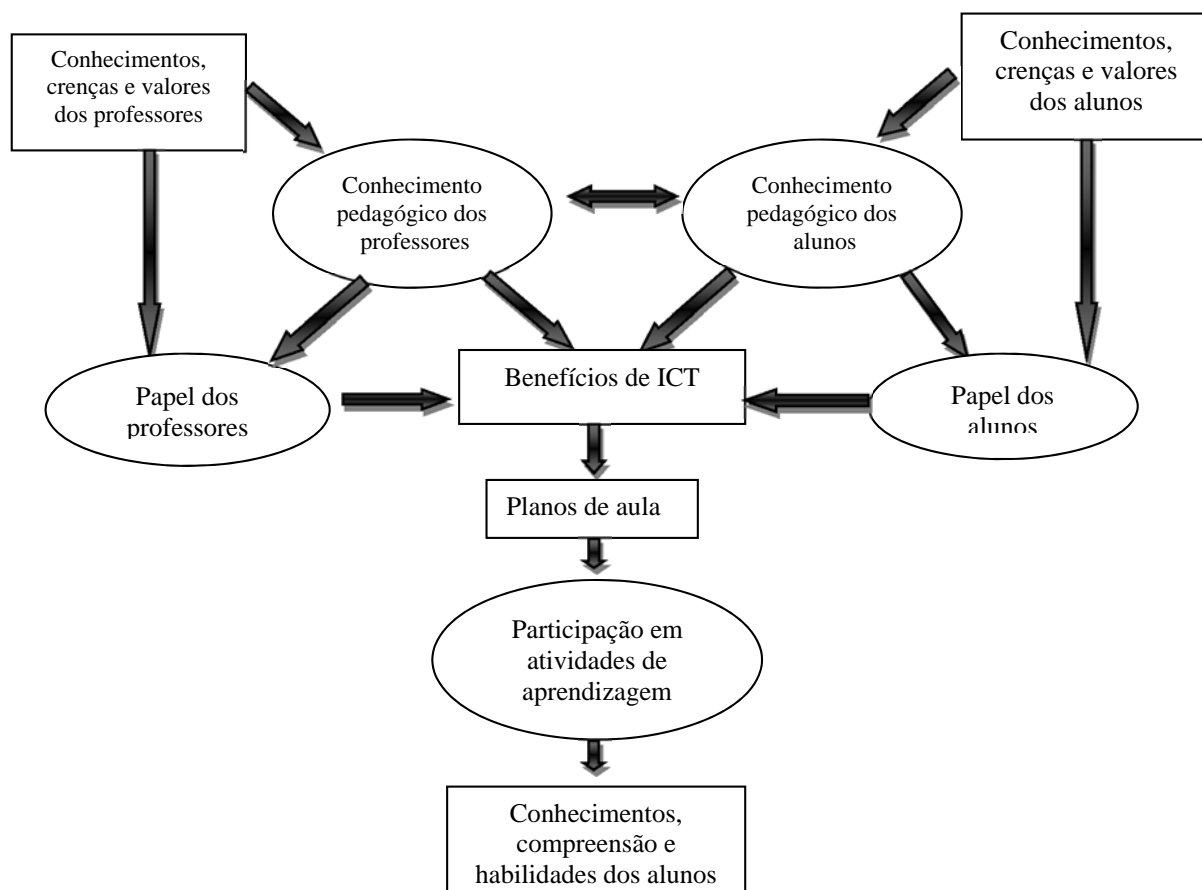 Conhecimentos,
crenças e valores
dos professores
Conhecimentos,
crenças e valores
dos alunos
Conhecimento
pedagógico dos
professores
Conhecimento
pedagógico dos
alunos
Papel dos
professores
Benefícios de ICT
Papel dos
alunos
Planos de aula
Participação em
atividades de
aprendizagem
Conhecimentos,
compreensão e
habilidades dos alunos